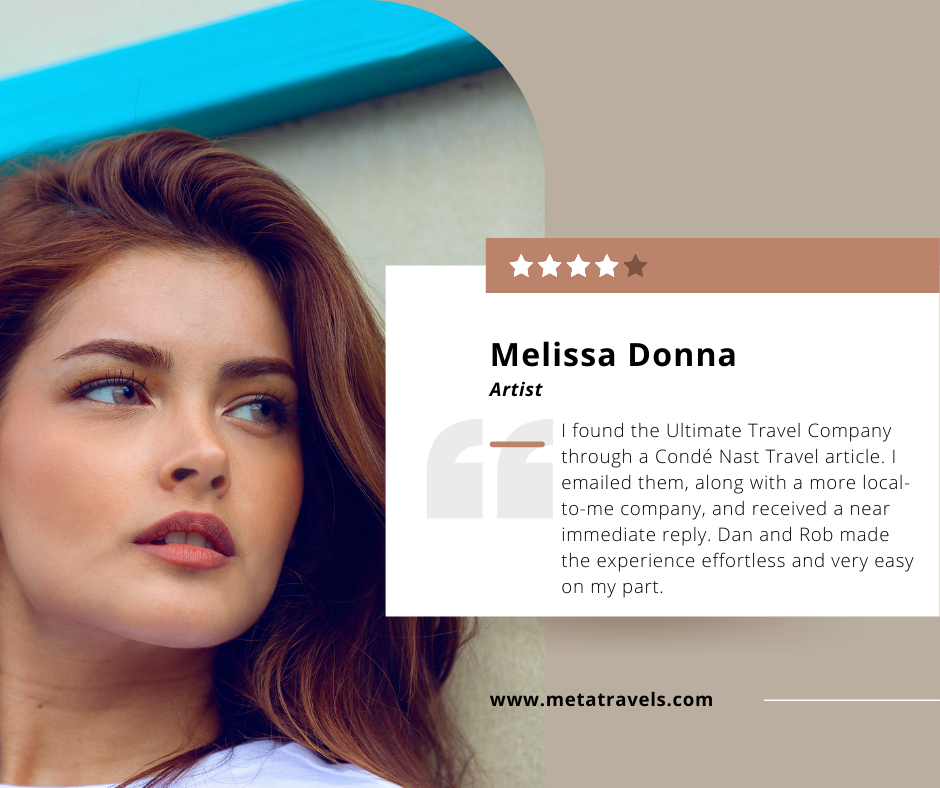 Melissa Donna
Artist
I found the Ultimate Travel Company
through a Condé Nast Travel article. I
emailed them, along with a more local-
to-me company, and received a near
immediate reply. Dan and Rob made
the experience effortless and very easy
on my part.
www.metatravels.com